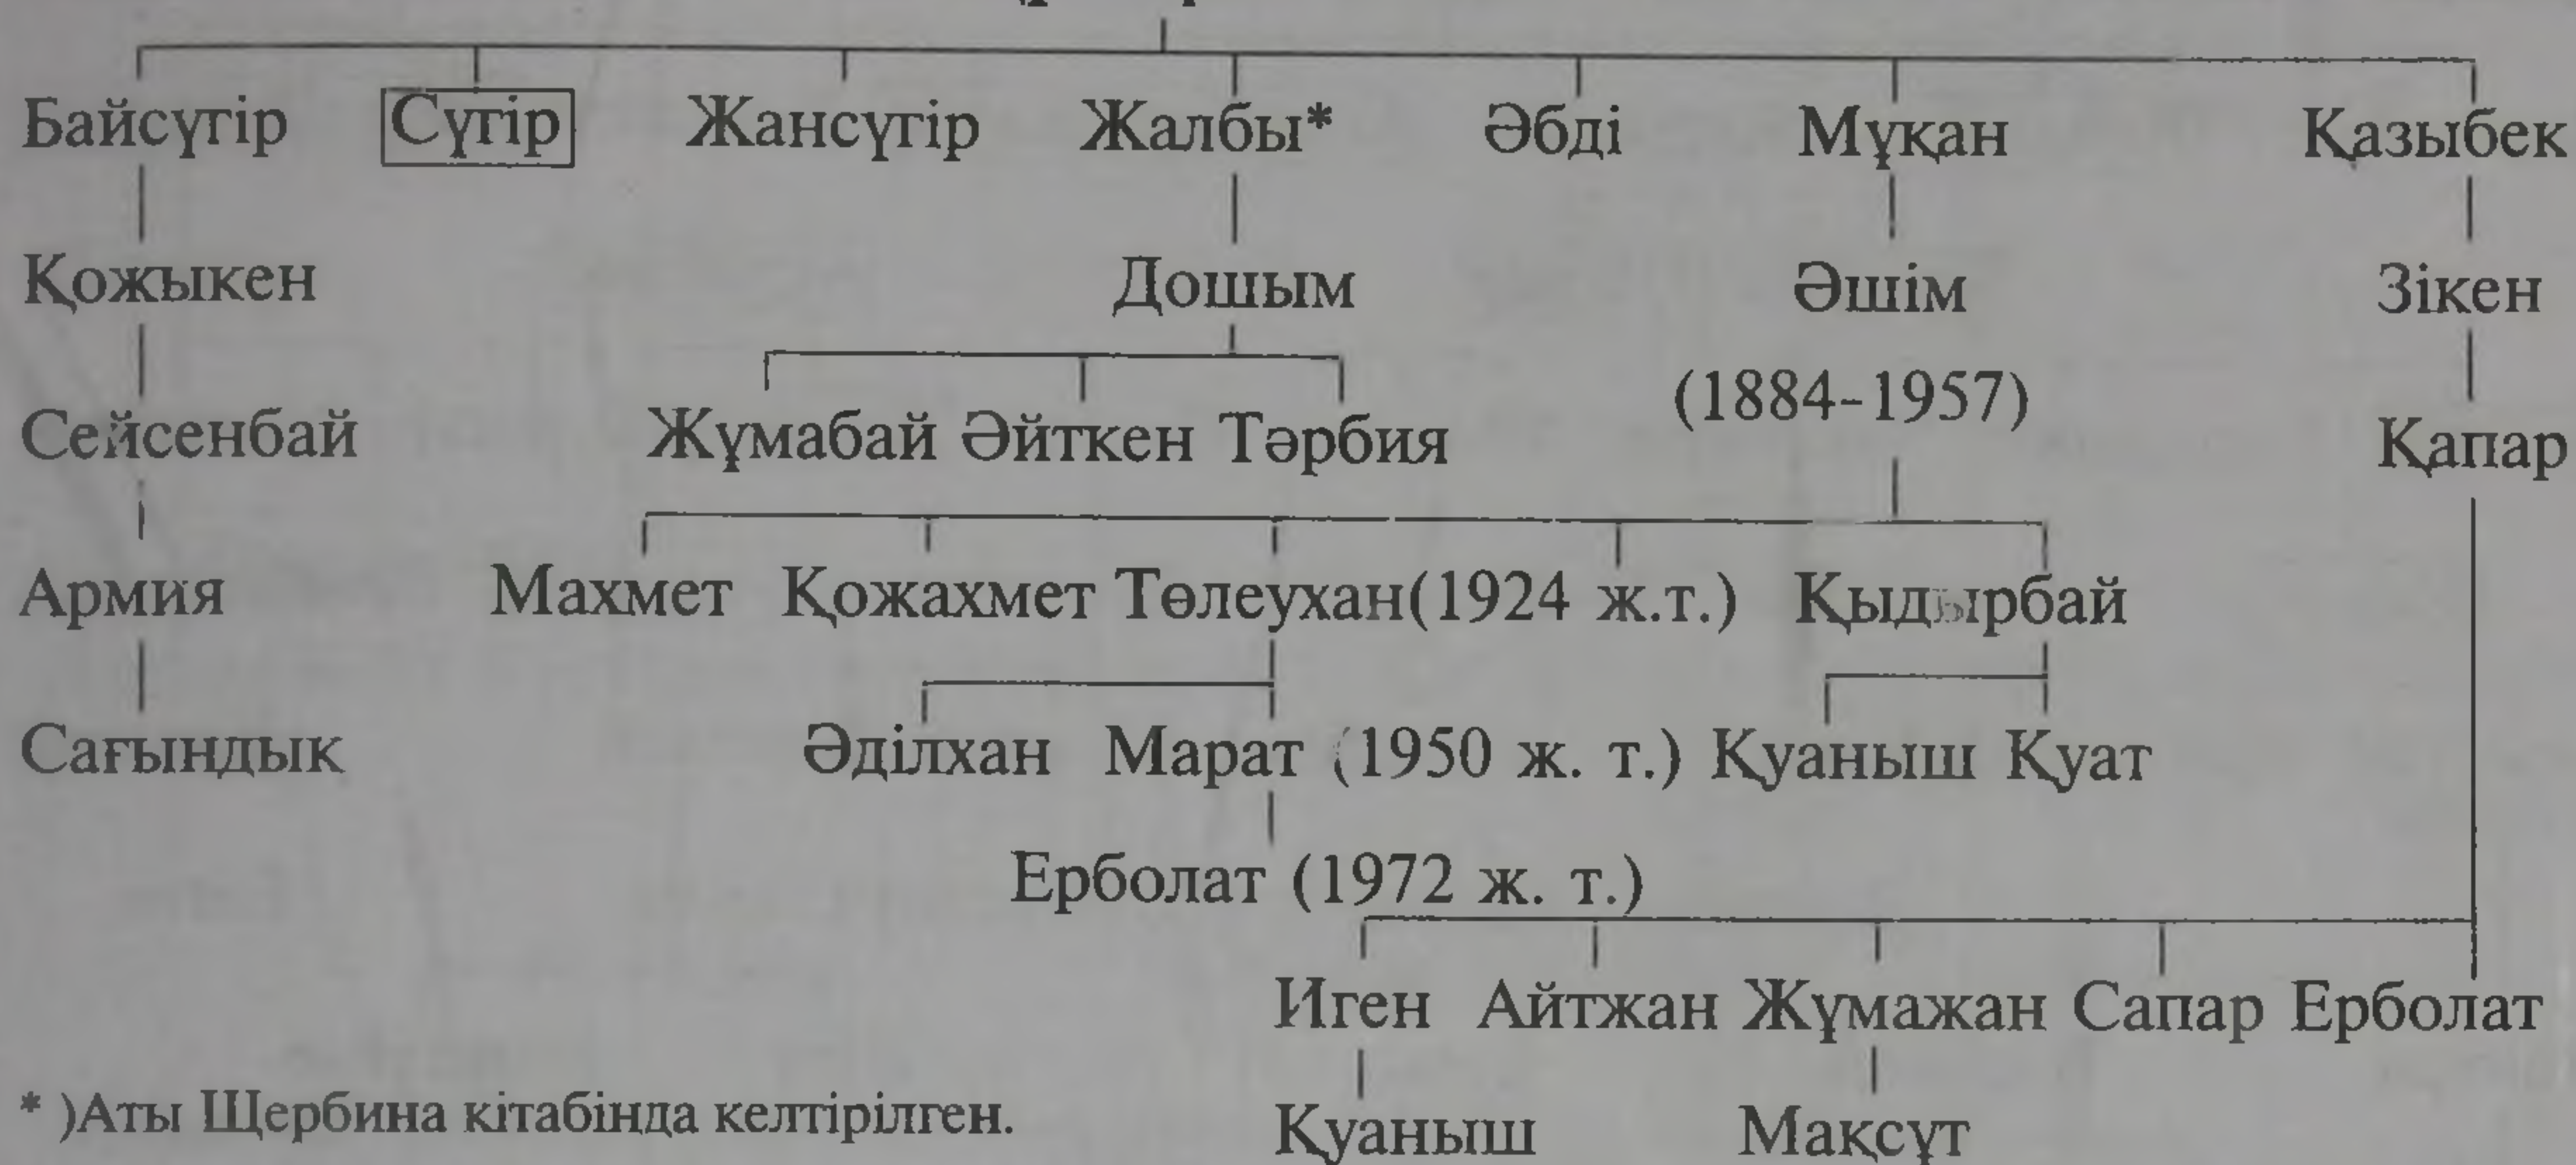 Байсүгір Сүгір Жансүгір Жалбы* Әбді Мұқан Қазыбек
Қожыкен Дошым Әшім Зікен
(1884-1957)
Сейсенбай Жұмабай Әйткен Тәрбия Қапар
Армия Махмет Қожахмет Төлеухан(1924 ж.т.) Қыдырбай
Сағындык Әділхан Марат (1950 ж. т.) Қуаныш Қуат
Ерболат (1972 ж. т.)
Иген Айтжан Жұмажан Сапар Ерболат
* )Аты Щербина кітабінда келтірілген.
Қуаныш Мақсұт